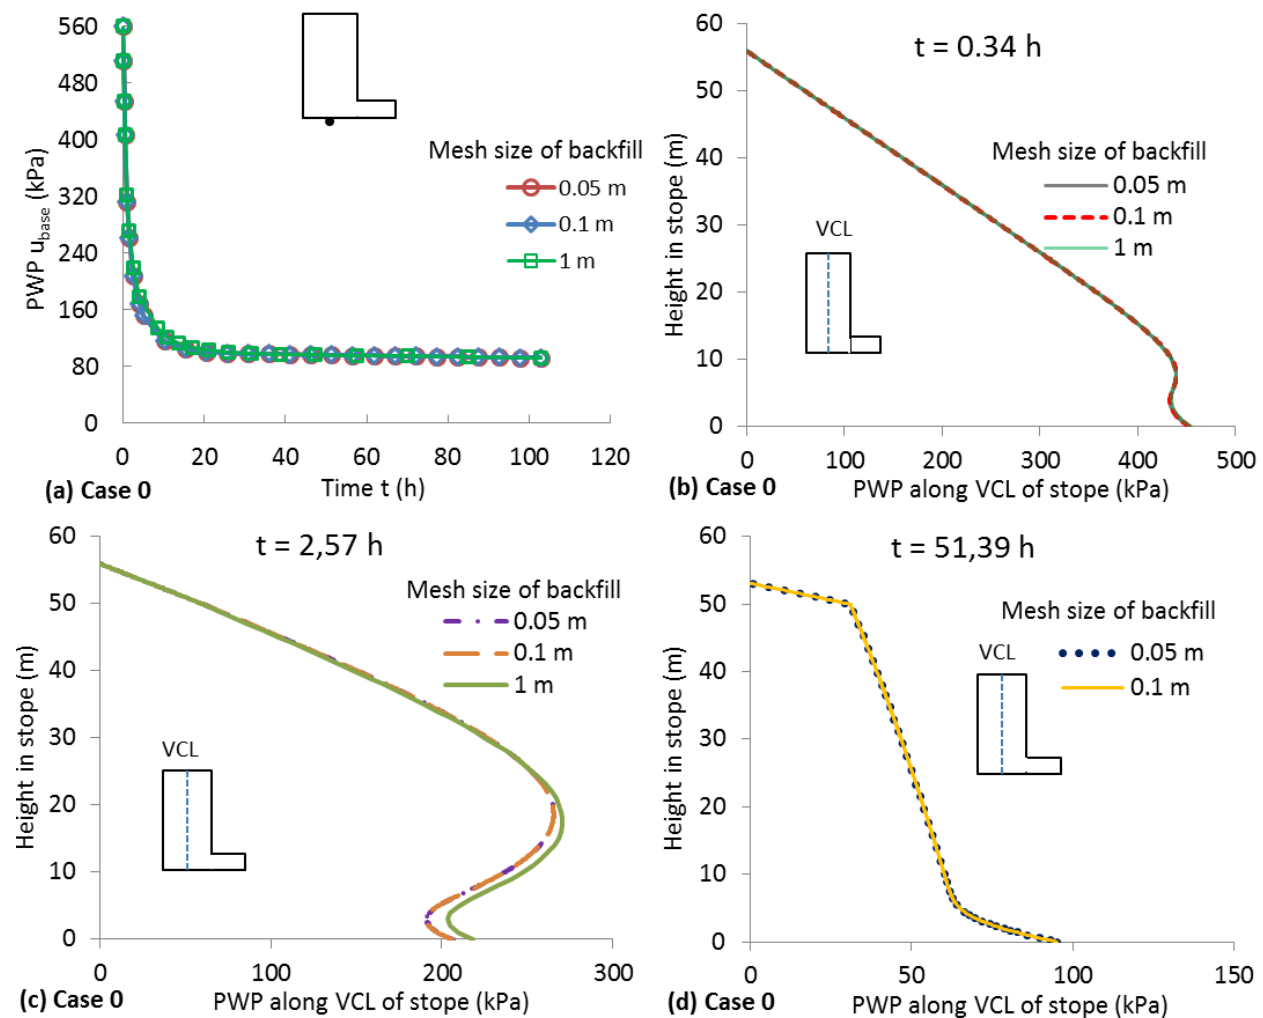 560
480
400
320
240
160
80
0
PWP u_base (kPa)
Mesh size of backfill
0.05 m
0.1 m
1 m
0 20 40 60 80 100 120
(a) Case 0 Time t (h)
60
50
40
30
20
10
0
Height in stope (m)
t = 0.34 h
Mesh size of backfill
0.05 m
0.1 m
1 m
VCL
0 100 200 300 400 500
(b) Case 0 PWP along VCL of stope (kPa)
60
50
40
30
20
10
0
Height in stope (m)
t = 2,57 h
Mesh size of backfill
0.05 m
0.1 m
1 m
VCL
0 100 200 300
(c) Case 0 PWP along VCL of stope (kPa)
60
50
40
30
20
10
0
Height in stope (m)
t = 51,39 h
Mesh size of backfill
0.05 m
0.1 m
VCL
0 50 100 150
(d) Case 0 PWP along VCL of stope (kPa)